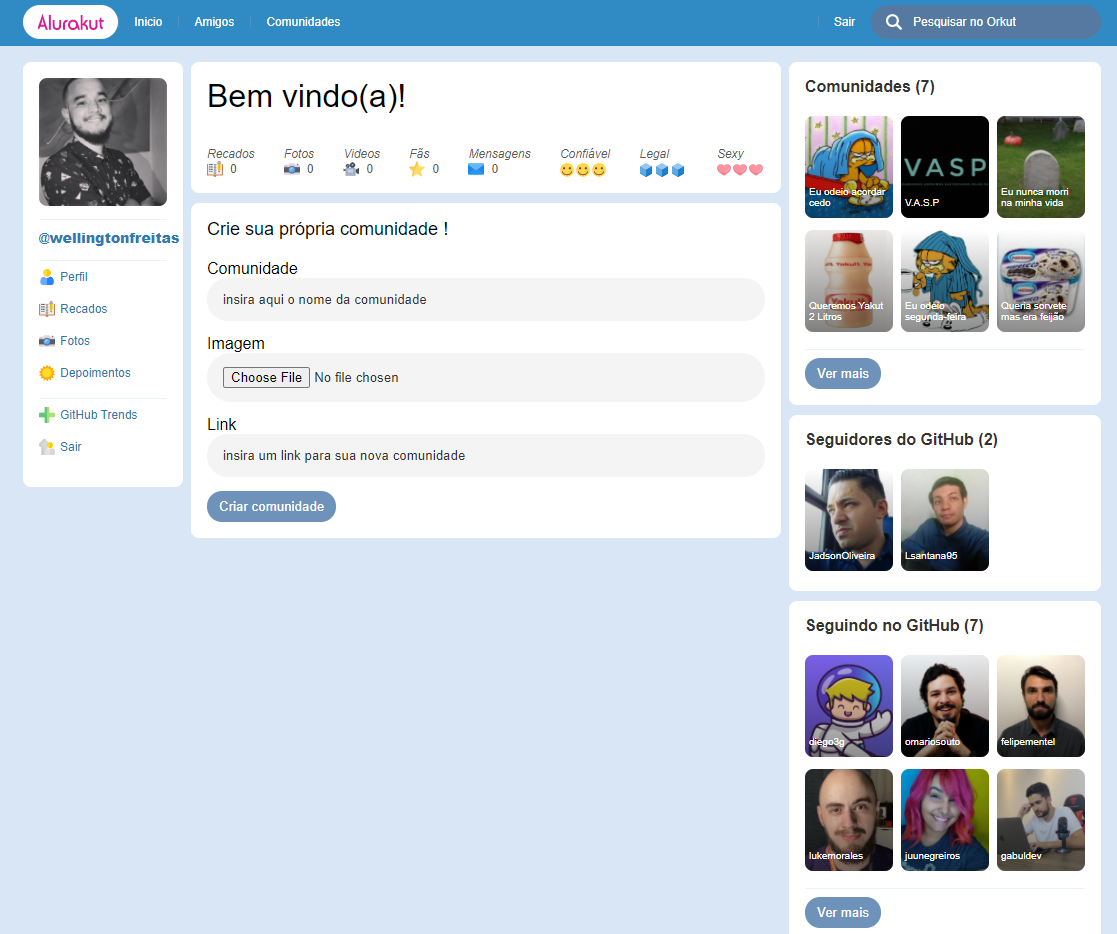 Alurakut
Inicio
Amigos
Comunidades
Sair
Pesquisar no Orkut
@wellingtonfreitas
Perfil
Recados
Fotos
Depoimentos
GitHub Trends
Sair
Bem vindo(a)!
Recados
0
Fotos
0
Videos
0
Fãs
0
Mensagens
0
Confiável
Legal
Sexy
Crie sua própria comunidade !
Comunidade
insira aqui o nome da comunidade
Imagem
Choose File No file chosen
Link
insira um link para sua nova comunidade
Criar comunidade
Comunidades (7)
Eu odeio acordar
cedo
VASP
V.A.S.P
Eu nunca morri
na minha vida
Queremos Yakut
2 Litros
Eu odeio
segunda-feira
Queria sorvete
mas era feijão
Ver mais
Seguidores do GitHub (2)
JadsonOliveira
Lsantana95
Seguindo no GitHub (7)
diego3g
omariosouto
felipementel
lukemorales
juunegreiros
gabuldev
Ver mais